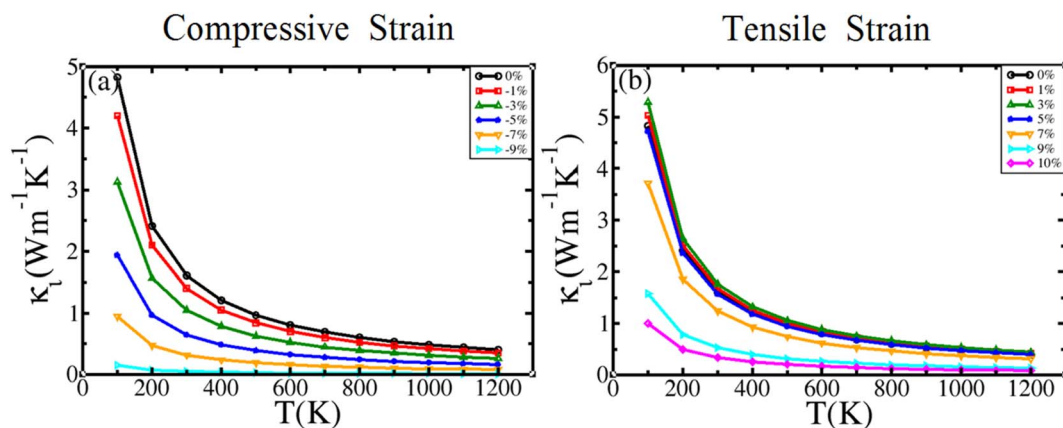 Compressive Strain
Tensile Strain
(a)
5
4
3
2
1
0
κι(Wm⁻¹K⁻¹)
0 200 400 600 800 1000 1200
T(K)
0%
-1%
-3%
-5%
-7%
-9%
(b)
6
5
4
3
2
1
0
κι(Wm⁻¹K⁻¹)
0 200 400 600 800 1000 1200
T(K)
0%
1%
3%
5%
7%
9%
10%